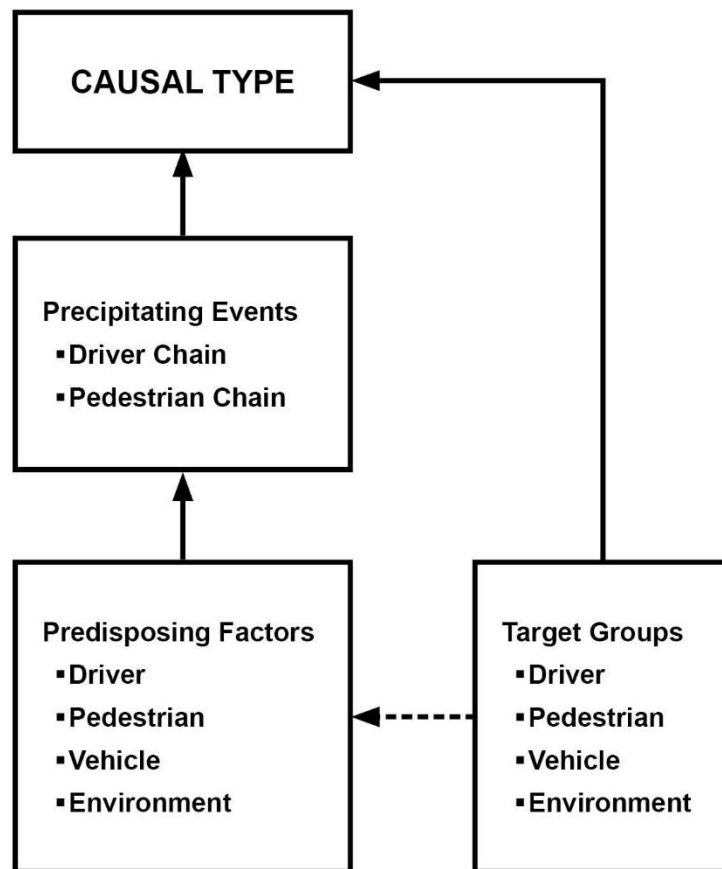 CAUSAL TYPE
Precipitating Events
▪Driver Chain
▪Pedestrian Chain
Predisposing Factors
▪Driver
▪Pedestrian
▪Vehicle
▪Environment
Target Groups
▪Driver
▪Pedestrian
▪Vehicle
▪Environment